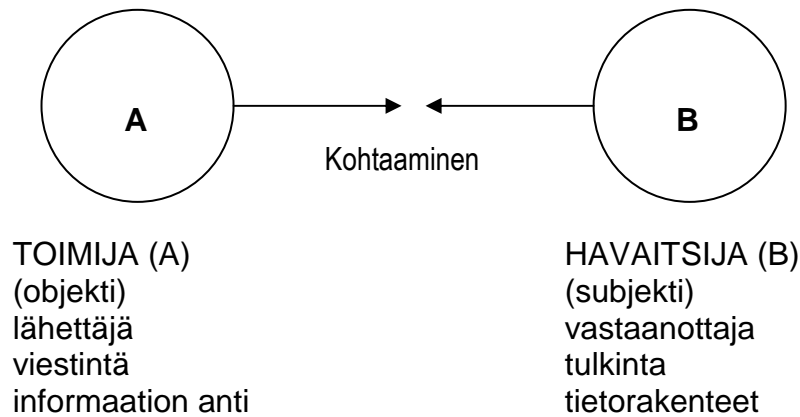 A
B
Kohtaaminen
TOIMIJA (A)
(objekti)
lähettäjä
viestintä
informaation anti
HAVAITSIJA (B)
(subjekti)
vastaanottaja
tulkinta
tietorakenteet